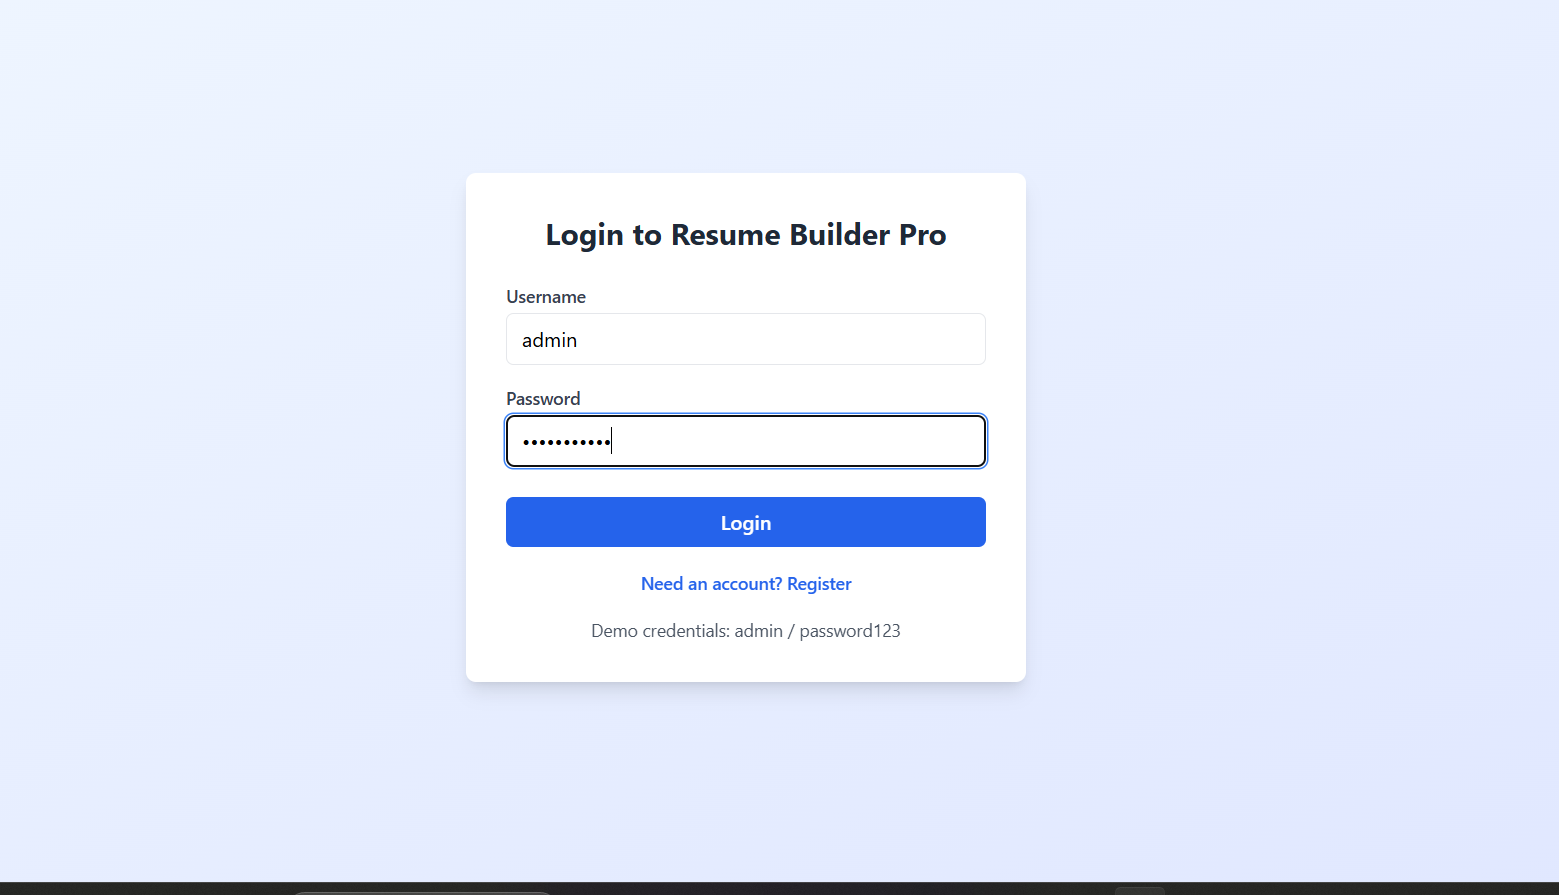 Login to Resume Builder Pro
Username
admin
Password
•••••••••••
Login
Need an account? Register
Demo credentials: admin / password123